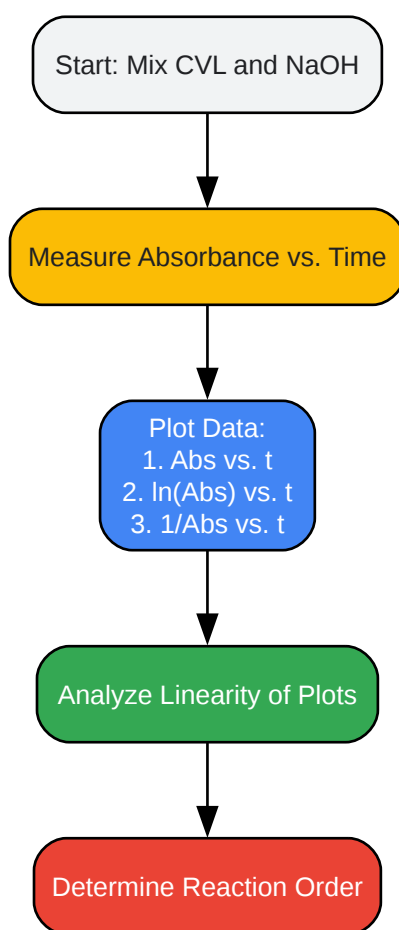 Start: Mix CVL and NaOH
Measure Absorbance vs. Time
Plot Data:
1. Abs vs. t
2. ln(Abs) vs. t
3. 1/Abs vs. t
Analyze Linearity of Plots
Determine Reaction Order